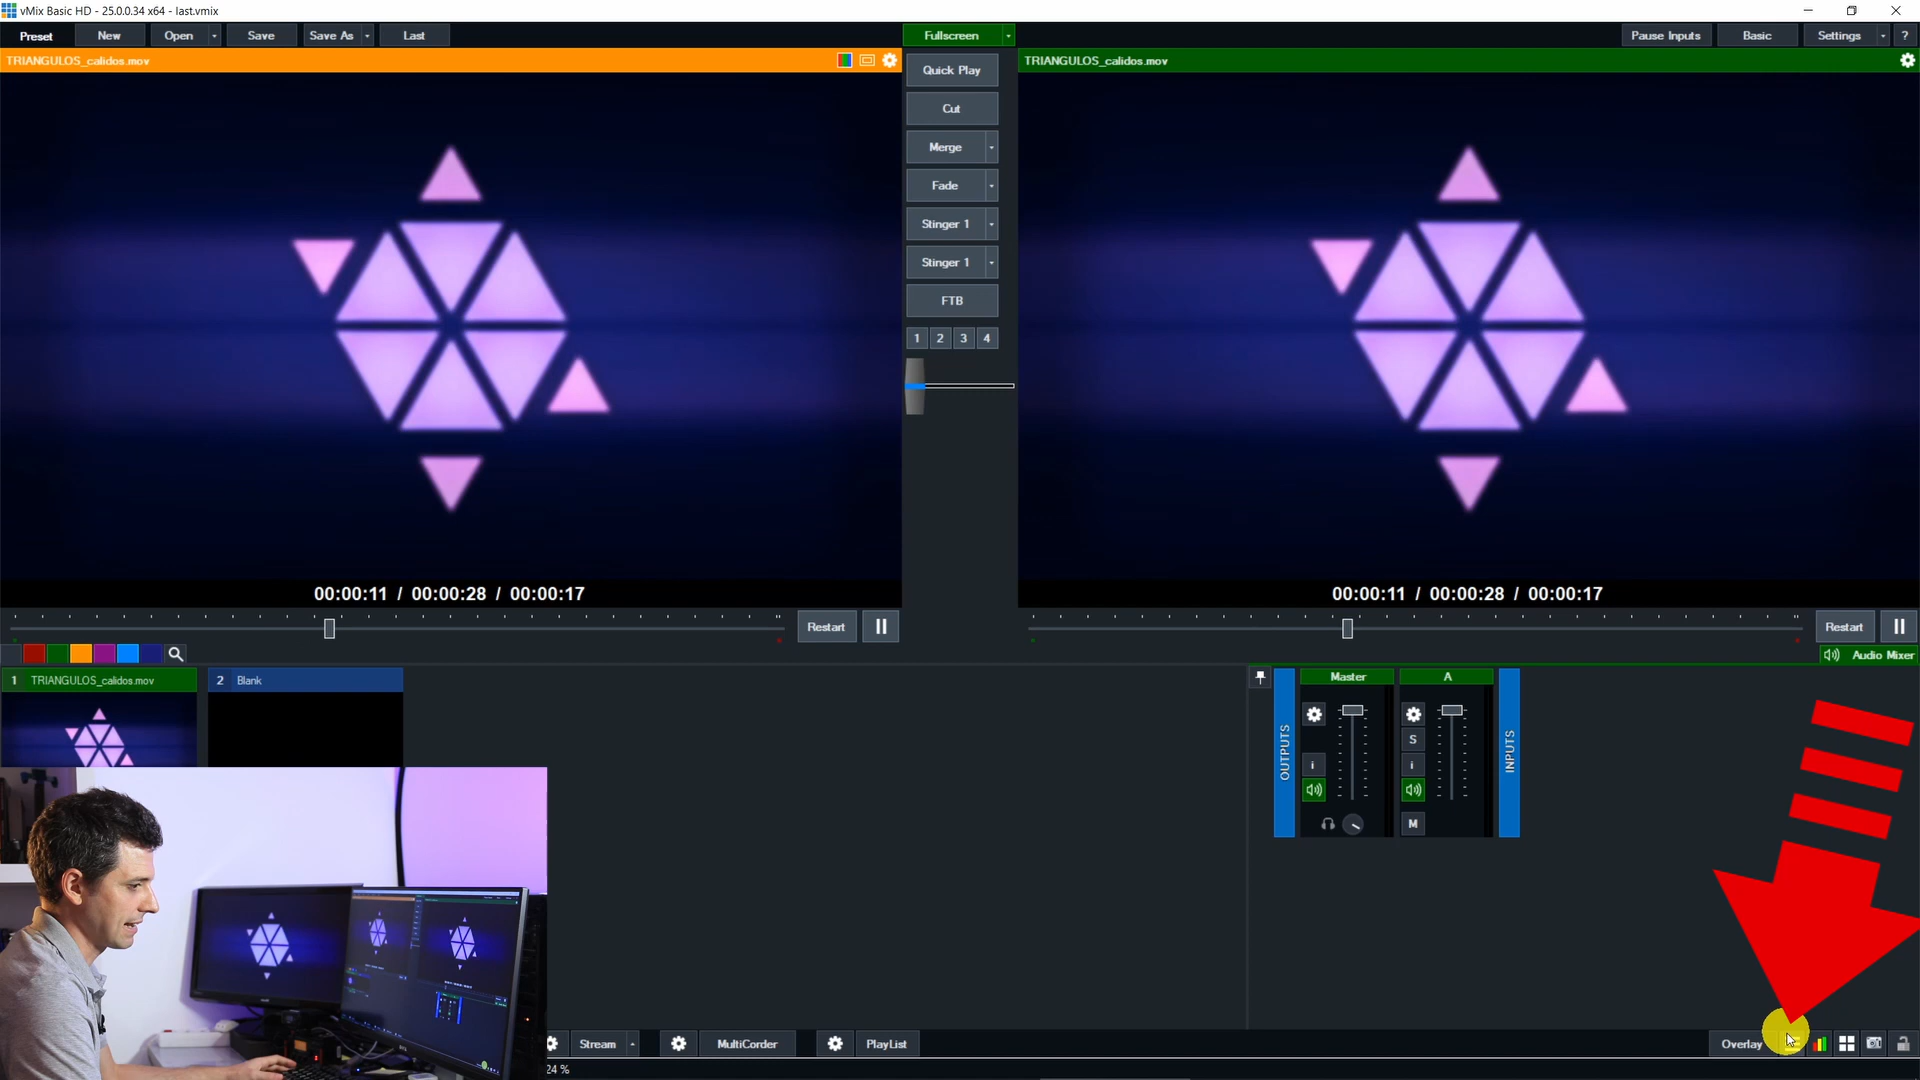 vMix Basic HD - 25.0.0.34 x64 - last.vmix
Preset New Open Save Save As Last Fullscreen Pause Inputs Basic Settings ?
TRIANGULOS_calidos.mov
TRIANGULOS_calidos.mov
Quick Play
Cut
Merge
Fade
Stinger 1
Stinger 1
FTB
1 2 3 4
00:00:11 / 00:00:28 / 00:00:17
00:00:11 / 00:00:28 / 00:00:17
Restart
Restart
Audio Mixer
1 TRIANGULOS_calidos.mov
2 Blank
Master
A
OUTPUTS
INPUTS
S
i
i
M
Stream
MultiCorder
PlayList
Overlay
24 %